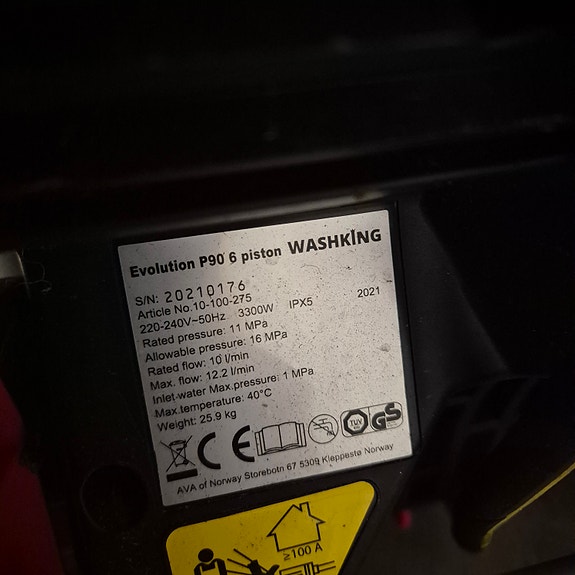 Evolution P90 6 piston WASHKING
S/N: 20210176
Article No.10-100-275
220-240V~50Hz 3300W IPX5 2021
Rated pressure: 11 MPa
Allowable pressure: 16 MPa
Rated flow: 10 l/min
Max. flow: 12.2 l/min
Inlet-water Max.pressure: 1 MPa
Max.temperature: 40°C
Weight: 25.9 kg
CE TUV GS
AVA of Norway Storebotn 67 5309 Kleppestø Norway
≥100 A